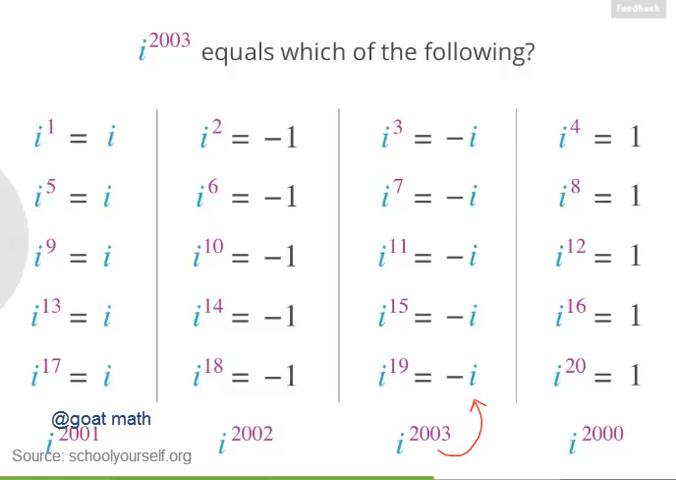 Feedback
i^2003 equals which of the following?
i^1 = i    i^2 = −1    i^3 = −i    i^4 = 1
i^5 = i    i^6 = −1    i^7 = −i    i^8 = 1
i^9 = i    i^10 = −1    i^11 = −i    i^12 = 1
i^13 = i    i^14 = −1    i^15 = −i    i^16 = 1
i^17 = i    i^18 = −1    i^19 = −i    i^20 = 1
@goat math
i^2001    i^2002    i^2003    i^2000
Source: schoolyourself.org